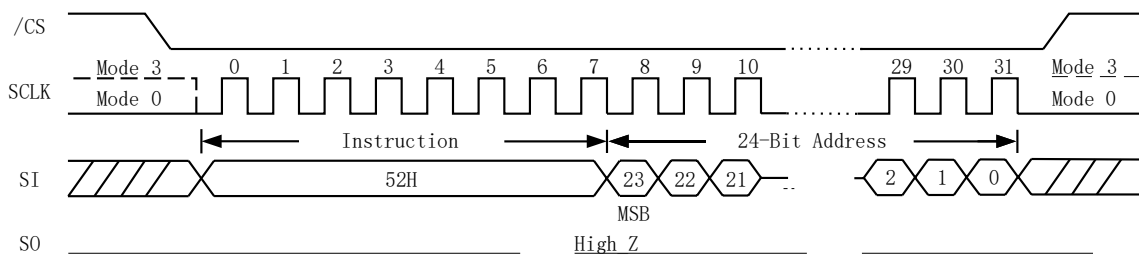 /CS
Mode 3 0 1 2 3 4 5 6 7 8 9 10 29 30 31 Mode 3
SCLK
Mode 0 Mode 0
Instruction 24-Bit Address
SI 52H 23 22 21 2 1 0
MSB
SO High_Z